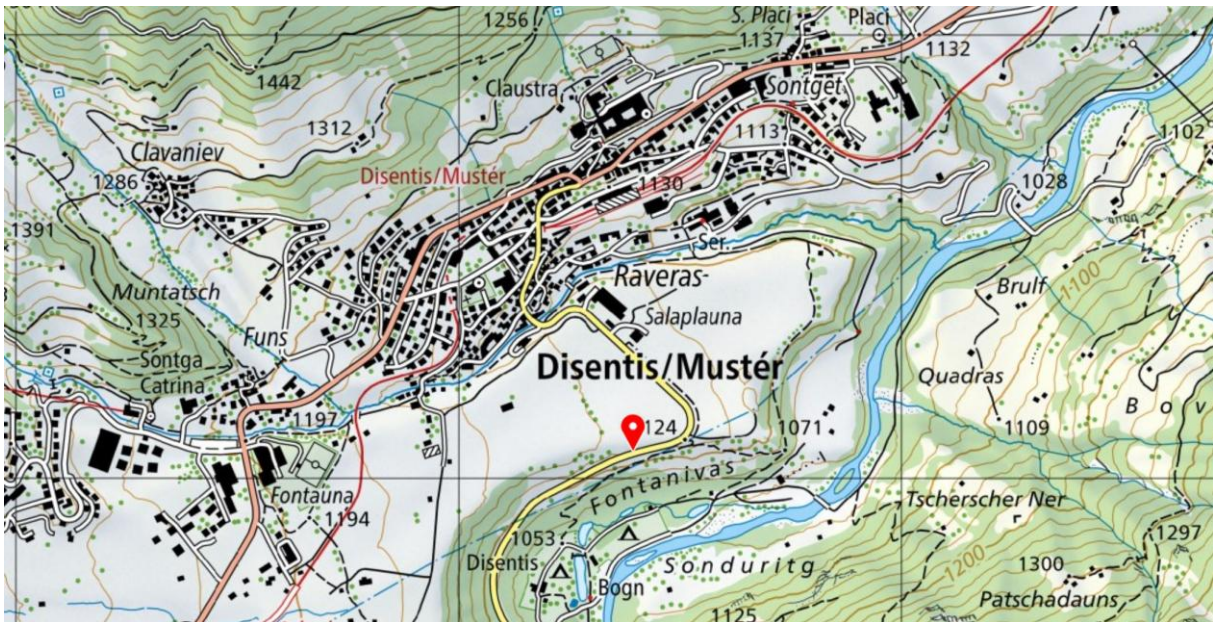 1256
S. Placi
Placi
1137
1132
1442
Claustra
Sontget
1312
1113
1102
Clavaniev
Disentis/Mustér
1286
1130
1028
1391
Ser.
Raveras-
Salaplauna
Brulf
1100
Muntatsch
1325
Funs
Disentis/Mustér
Sontga
Catrina
Quadras
1197
124
1071
1109
Bov
Fontanivas
Fontauna
1194
Tscherscher Ner
1053
Disentis
1297
Bogn
Sonduritg
1200
1300
1125
Patschadauns